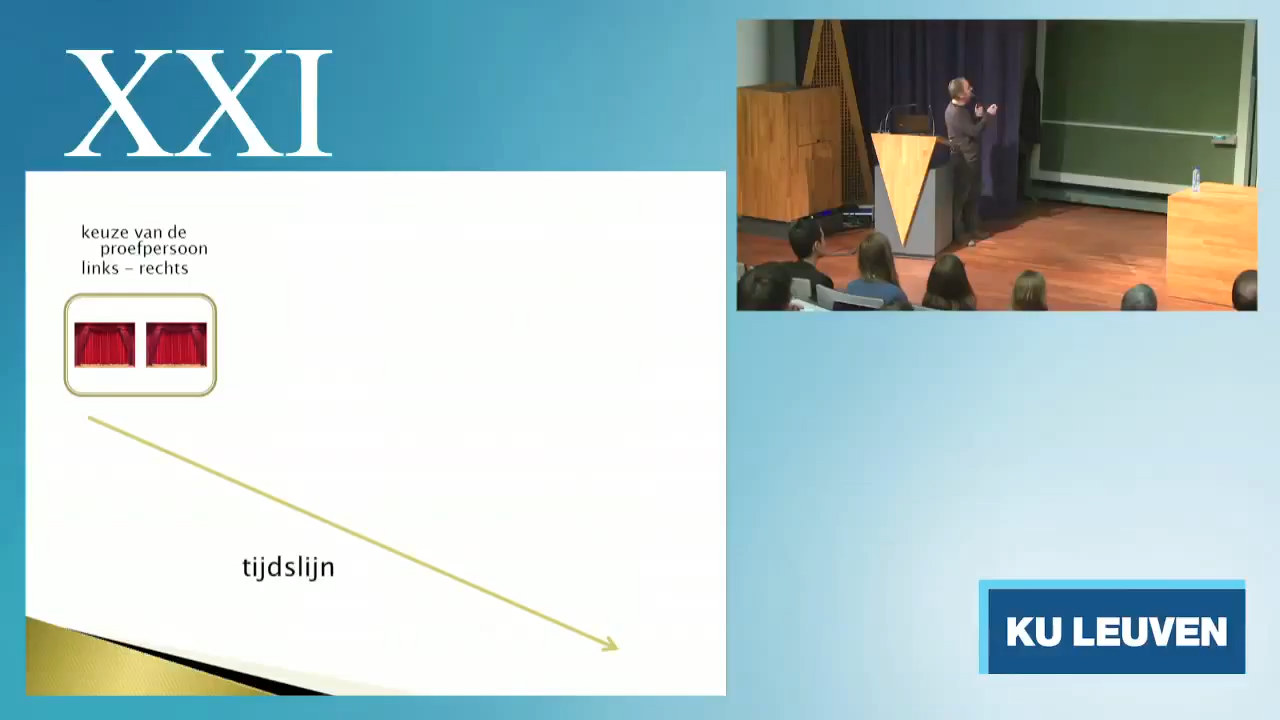 XXI
keuze van de
proefpersoon
links – rechts
tijdslijn
KU LEUVEN